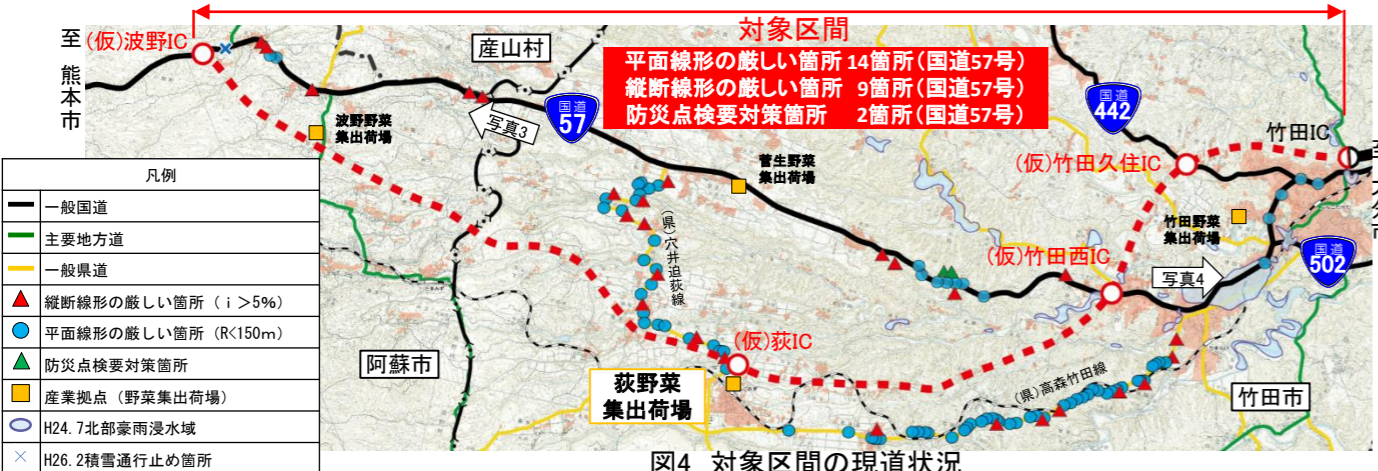 対象区間
平面線形の厳しい箇所 14箇所(国道57号)
縦断線形の厳しい箇所 9箇所(国道57号)
防災点検要対策箇所 2箇所(国道57号)
至 熊本市
(仮)波野IC
産山村
国道
57
写真3
波野野菜
集出荷場
菅生野菜
集出荷場
(県)穴井迫荻線
国道
442
竹田IC
至 大分市
(仮)竹田久住IC
竹田野菜
集出荷場
(仮)竹田西IC
国道
502
写真4
(仮)荻IC
阿蘇市
荻野菜
集出荷場
(県)高森竹田線
竹田市
凡例
一般国道
主要地方道
一般県道
縦断線形の厳しい箇所(i>5%)
平面線形の厳しい箇所(R<150m)
防災点検要対策箇所
産業拠点(野菜集出荷場)
H24.7北部豪雨浸水域
H26.2積雪通行止め箇所
図4 対象区間の現道状況